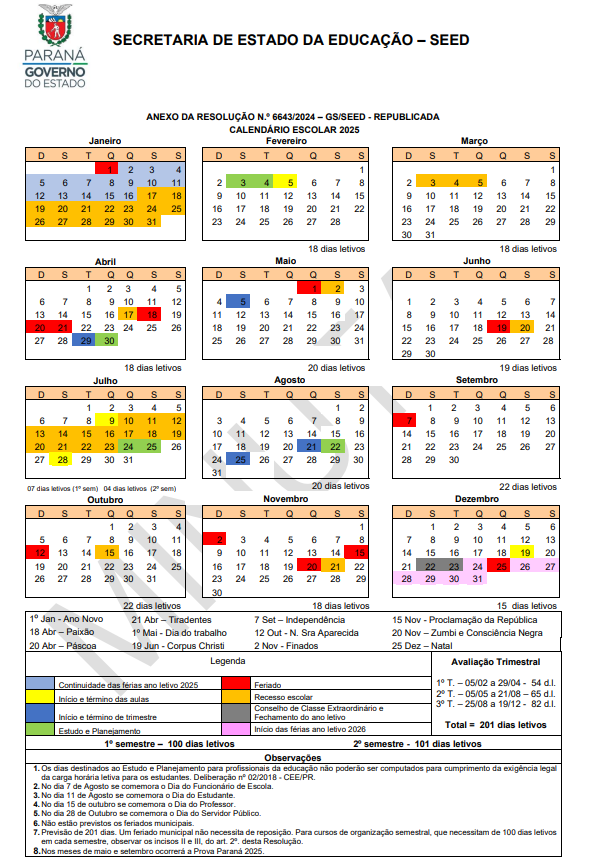 PARANÁ
GOVERNO
DO ESTADO
SECRETARIA DE ESTADO DA EDUCAÇÃO – SEED
ANEXO DA RESOLUÇÃO N.º 6643/2024 – GS/SEED - REPUBLICADA
CALENDÁRIO ESCOLAR 2025
Janeiro
D S T Q Q S S
1 2 3 4
5 6 7 8 9 10 11
12 13 14 15 16 17 18
19 20 21 22 23 24 25
26 27 28 29 30 31
Fevereiro
D S T Q Q S S
1
2 3 4 5 6 7 8
9 10 11 12 13 14 15
16 17 18 19 20 21 22
23 24 25 26 27 28
18 dias letivos
Março
D S T Q Q S S
1
2 3 4 5 6 7 8
9 10 11 12 13 14 15
16 17 18 19 20 21 22
23 24 25 26 27 28 29
30 31
18 dias letivos
Abril
D S T Q Q S S
1 2 3 4 5
6 7 8 9 10 11 12
13 14 15 16 17 18 19
20 21 22 23 24 25 26
27 28 29 30
18 dias letivos
Maio
D S T Q Q S S
1 2 3
4 5 6 7 8 9 10
11 12 13 14 15 16 17
18 19 20 21 22 23 24
25 26 27 28 29 30 31
20 dias letivos
Junho
D S T Q Q S S
1 2 3 4 5 6 7
8 9 10 11 12 13 14
15 16 17 18 19 20 21
22 23 24 25 26 27 28
29 30
19 dias letivos
Julho
D S T Q Q S S
1 2 3 4 5
6 7 8 9 10 11 12
13 14 15 16 17 18 19
20 21 22 23 24 25 26
27 28 29 30 31
07 dias letivos (1º sem) 04 dias letivos (2º sem)
Agosto
D S T Q Q S S
1 2
3 4 5 6 7 8 9
10 11 12 13 14 15 16
17 18 19 20 21 22 23
24 25 26 27 28 29 30
31
20 dias letivos
Setembro
D S T Q Q S S
1 2 3 4 5 6
7 8 9 10 11 12 13
14 15 16 17 18 19 20
21 22 23 24 25 26 27
28 29 30
22 dias letivos
Outubro
D S T Q Q S S
1 2 3 4
5 6 7 8 9 10 11
12 13 14 15 16 17 18
19 20 21 22 23 24 25
26 27 28 29 30 31
22 dias letivos
Novembro
D S T Q Q S S
1
2 3 4 5 6 7 8
9 10 11 12 13 14 15
16 17 18 19 20 21 22
23 24 25 26 27 28 29
30
18 dias letivos
Dezembro
D S T Q Q S S
1 2 3 4 5 6
7 8 9 10 11 12 13
14 15 16 17 18 19 20
21 22 23 24 25 26 27
28 29 30 31
15 dias letivos
1º Jan - Ano Novo 21 Abr – Tiradentes 7 Set – Independência 15 Nov - Proclamação da República
18 Abr – Paixão 1º Mai - Dia do trabalho 12 Out - N. Sra Aparecida 20 Nov – Zumbi e Consciência Negra
20 Abr – Páscoa 19 Jun - Corpus Christi 2 Nov - Finados 25 Dez – Natal
Legenda
Continuidade das férias ano letivo 2025
Feriado
Início e término das aulas
Recesso escolar
Início e término de trimestre
Conselho de Classe Extraordinário e Fechamento do ano letivo
Estudo e Planejamento
Início das férias ano letivo 2026
Avaliação Trimestral
1º T. – 05/02 a 29/04 - 54 d.l.
2º T. – 05/05 a 21/08 – 65 d.l.
3º T. – 25/08 a 19/12 - 82 d.l.
Total = 201 dias letivos
1º semestre – 100 dias letivos 2º semestre - 101 dias letivos
Observações
1. Os dias destinados ao Estudo e Planejamento para profissionais da educação não poderão ser computados para cumprimento da exigência legal
da carga horária letiva para os estudantes. Deliberação nº 02/2018 - CEE/PR.
2. No dia 7 de Agosto se comemora o Dia do Funcionário de Escola.
3. No dia 11 de Agosto se comemora o Dia do Estudante.
4. No dia 15 de outubro se comemora o Dia do Professor.
5. No dia 28 de Outubro se comemora o Dia do Servidor Público.
6. Não estão previstos os feriados municipais.
7. Previsão de 201 dias. Um feriado municipal não necessita de reposição. Para cursos de organização semestral, que necessitam de 100 dias letivos
em cada semestre, observar os incisos II e III, do art. 2º. desta Resolução.
8. Nos meses de maio e setembro ocorrerá a Prova Paraná 2025.